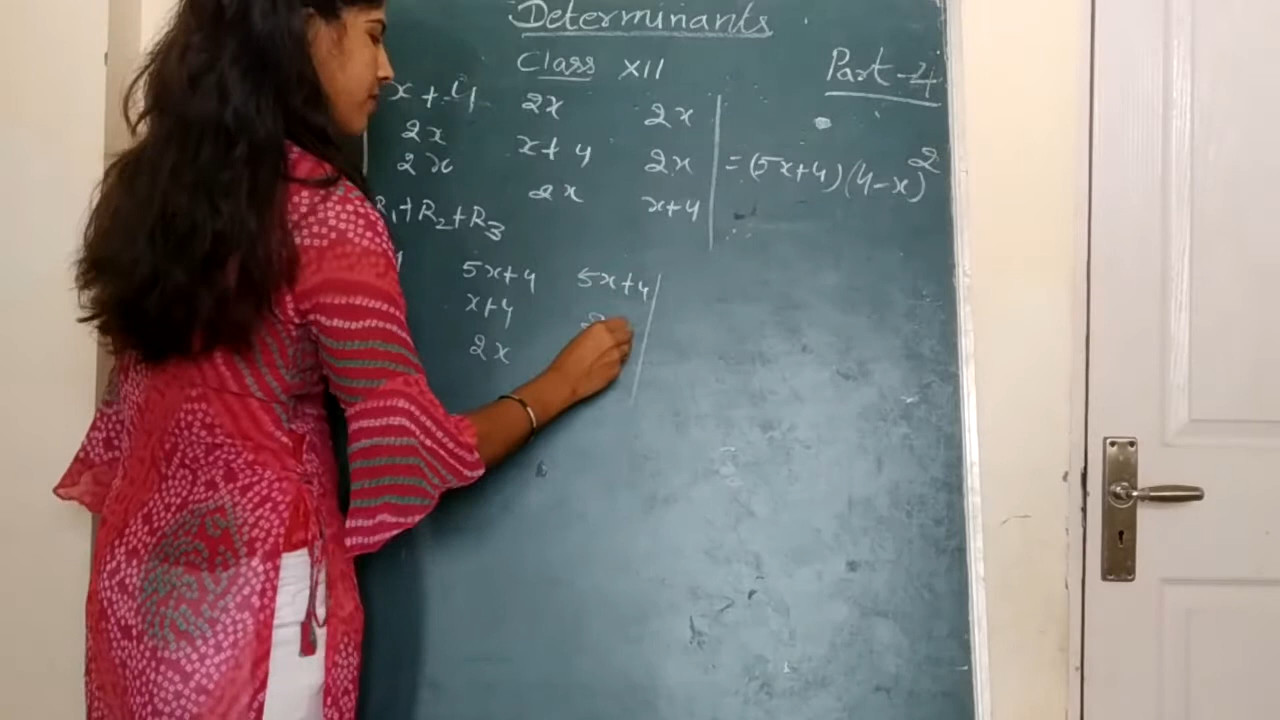 Determinants
Class XII
Part-4
x+4 2x 2x
2x x+4 2x = (5x+4)(4-x)²
2x 2x x+4
R₁+R₂+R₃
5x+4 5x+4
x+4 2
2x